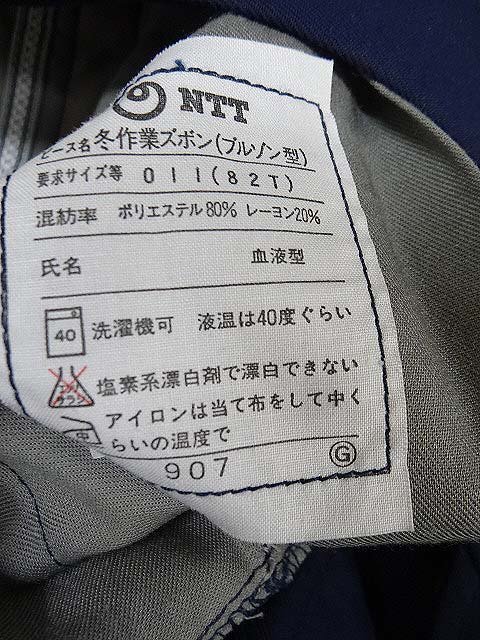 NTT
ピース名 冬作業ズボン(ブルゾン型)
要求サイズ等 011(82T)
混紡率 ポリエステル80% レーヨン20%
氏名 血液型
40 洗濯機可 液温は40度ぐらい
塩素系漂白剤で漂白できない
アイロンは当て布をして中く
らいの温度で
907 G